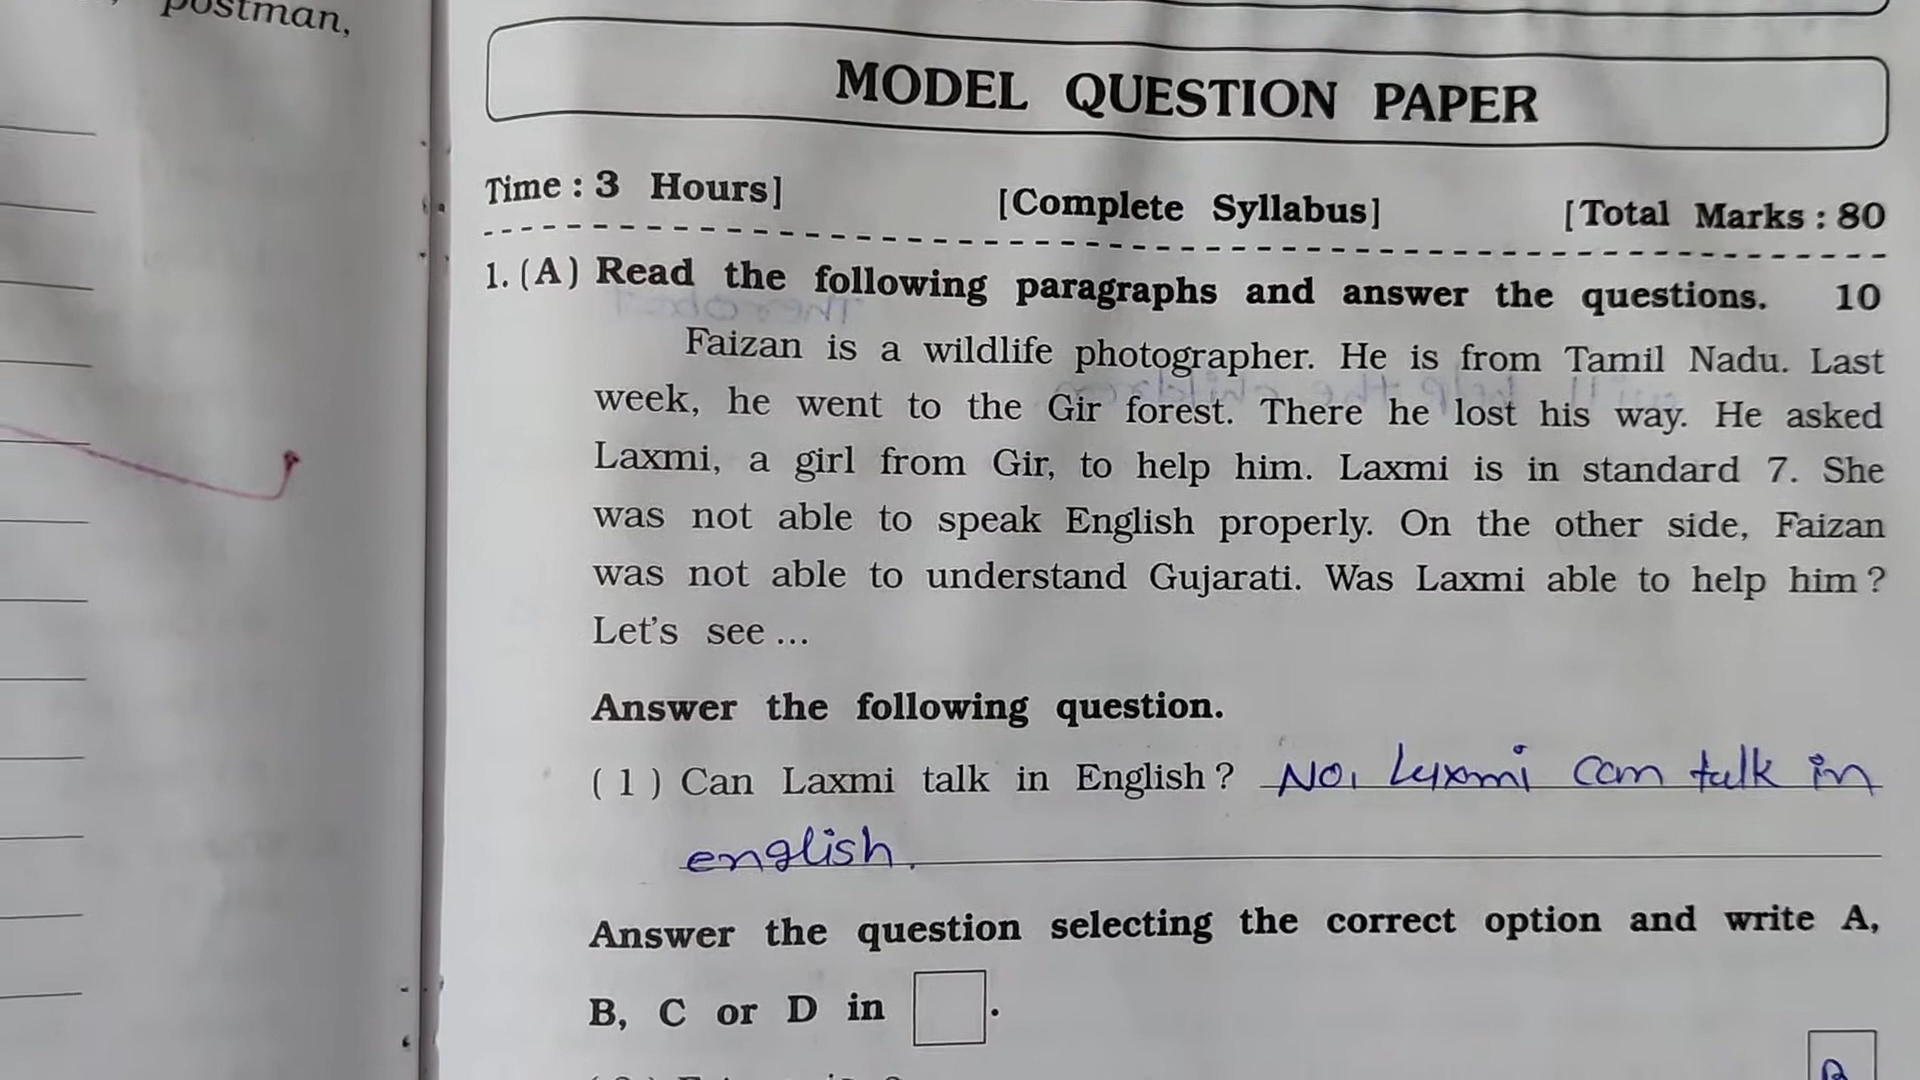 postman,
MODEL QUESTION PAPER
Time : 3 Hours] [Complete Syllabus] [Total Marks : 80
1. (A) Read the following paragraphs and answer the questions. 10
Faizan is a wildlife photographer. He is from Tamil Nadu. Last
week, he went to the Gir forest. There he lost his way. He asked
Laxmi, a girl from Gir, to help him. Laxmi is in standard 7. She
was not able to speak English properly. On the other side, Faizan
was not able to understand Gujarati. Was Laxmi able to help him ?
Let's see ...
Answer the following question.
( 1 ) Can Laxmi talk in English ? No, Lyxmi can talk in
english.
Answer the question selecting the correct option and write A,
B, C or D in .